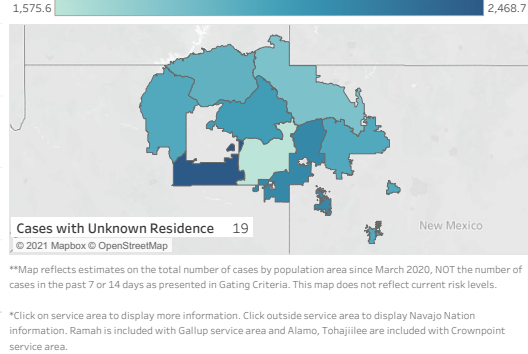 1,575.6 2,468.7
New Mexico
Cases with Unknown Residence 19
© 2021 Mapbox © OpenStreetMap
**Map reflects estimates on the total number of cases by population area since March 2020, NOT the number of
cases in the past 7 or 14 days as presented in Gating Criteria. This map does not reflect current risk levels.
*Click on service area to display more information. Click outside service area to display Navajo Nation
information. Ramah is included with Gallup service area and Alamo, Tohajiilee are included with Crownpoint
service area.